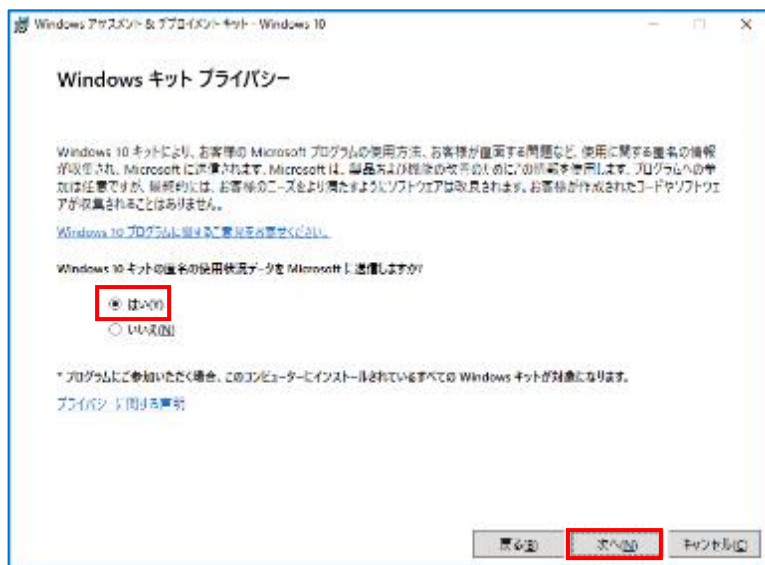 Windows アセスメント & デプロイメント キット - Windows 10
Windows キット プライバシー
Windows 10 キットにより、お客様の Microsoft プログラムの使用方法、お客様が直面する問題など、使用に関する匿名の情報
が収集され、Microsoft に送信されます。Microsoft は、製品および機能の改善のためにこの情報を使用します。プログラムへの参
加は任意ですが、最終的には、お客様のニーズをより満たすようにソフトウェアは改良されます。お客様が作成されたコードやソフトウェ
アが収集されることはありません。
Windows 10 プログラムに関するご意見をお寄せください。
Windows 10 キットの匿名の使用状況データを Microsoft に送信しますか?
はい(Y)
いいえ(N)
* プログラムにご参加いただく場合、このコンピューターにインストールされているすべての Windows キットが対象になります。
プライバシーに関する声明
戻る(B) 次へ(N) キャンセル(C)